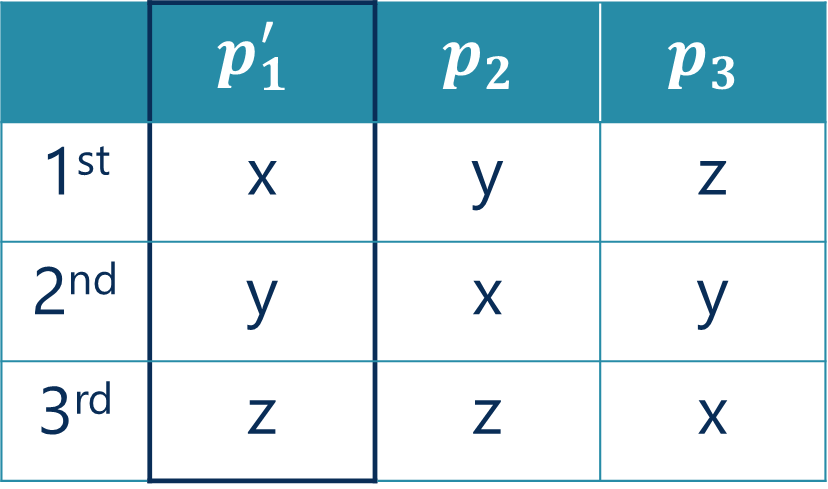 p′₁ p₂ p₃
1st x y z
2nd y x y
3rd z z x